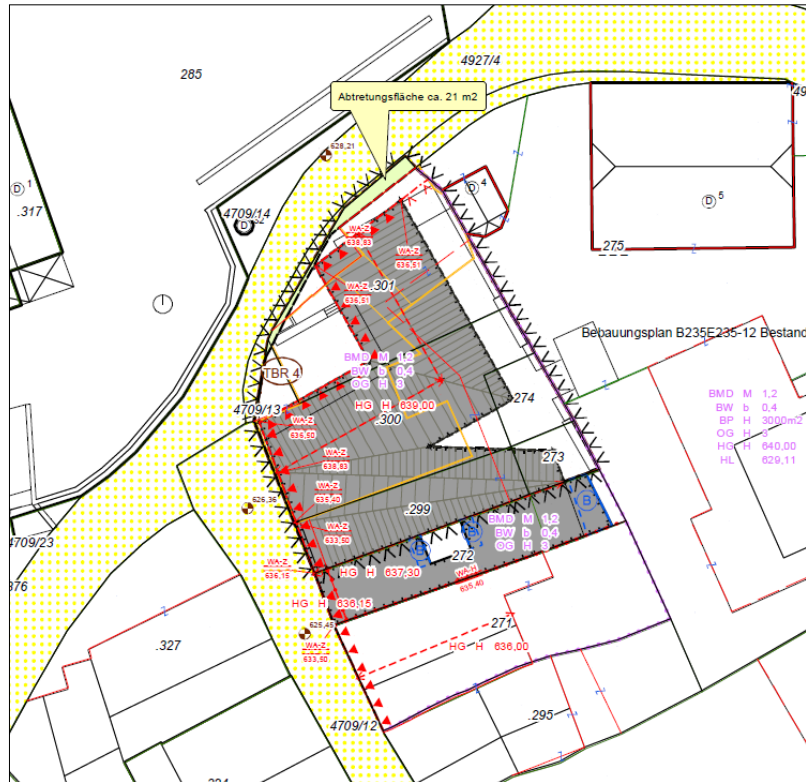 4927/4
285
49
Abtretungsfläche ca. 21 m2
628,21
D 1
D 4
.317
4709/14
D
D 5
WA-Z
638,83
WA-Z
636,51
275
WA-Z
636,51
.301
Bebauungsplan B235E235-12 Bestand
BMD M 1,2
BW b 0,4
OG H 3
TBR 4
HG H 639,00
274
BMD M 1,2
BW b 0,4
BP H 3000m2
OG H 3
HG H 640,00
HL 629,11
4709/13
.300
WA-Z
636,50
WA-Z
638,83
273
WA-Z
635,40
626,36
.299
WA-Z
633,50
BMD M 1,2
BW b 0,4
OG H 3
B
B
B
4709/23
272
WA-Z
636,15
HG H 637,30
WA-H
635,40
376
HG H 636,15
625,45
271
.327
WA-Z
633,50
HG H 636,00
4709/12
.295